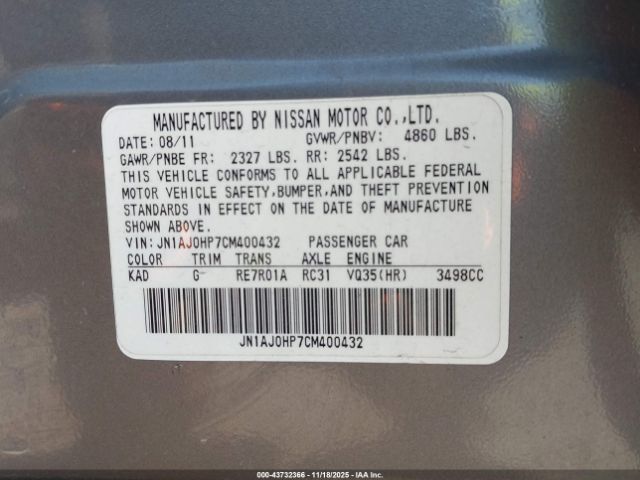 MANUFACTURED BY NISSAN MOTOR CO.,LTD.
DATE: 08/11 GVWR/PNBV: 4860 LBS.
GAWR/PNBE FR: 2327 LBS. RR: 2542 LBS.
THIS VEHICLE CONFORMS TO ALL APPLICABLE FEDERAL
MOTOR VEHICLE SAFETY,BUMPER,AND THEFT PREVENTION
STANDARDS IN EFFECT ON THE DATE OF MANUFACTURE
SHOWN ABOVE.
VIN: JN1AJ0HP7CM400432 PASSENGER CAR
COLOR TRIM TRANS AXLE ENGINE
KAD G- RE7R01A RC31 VQ35(HR) 3498CC
JN1AJ0HP7CM400432
000-43732366 - 11/18/2025 - IAAI.COM